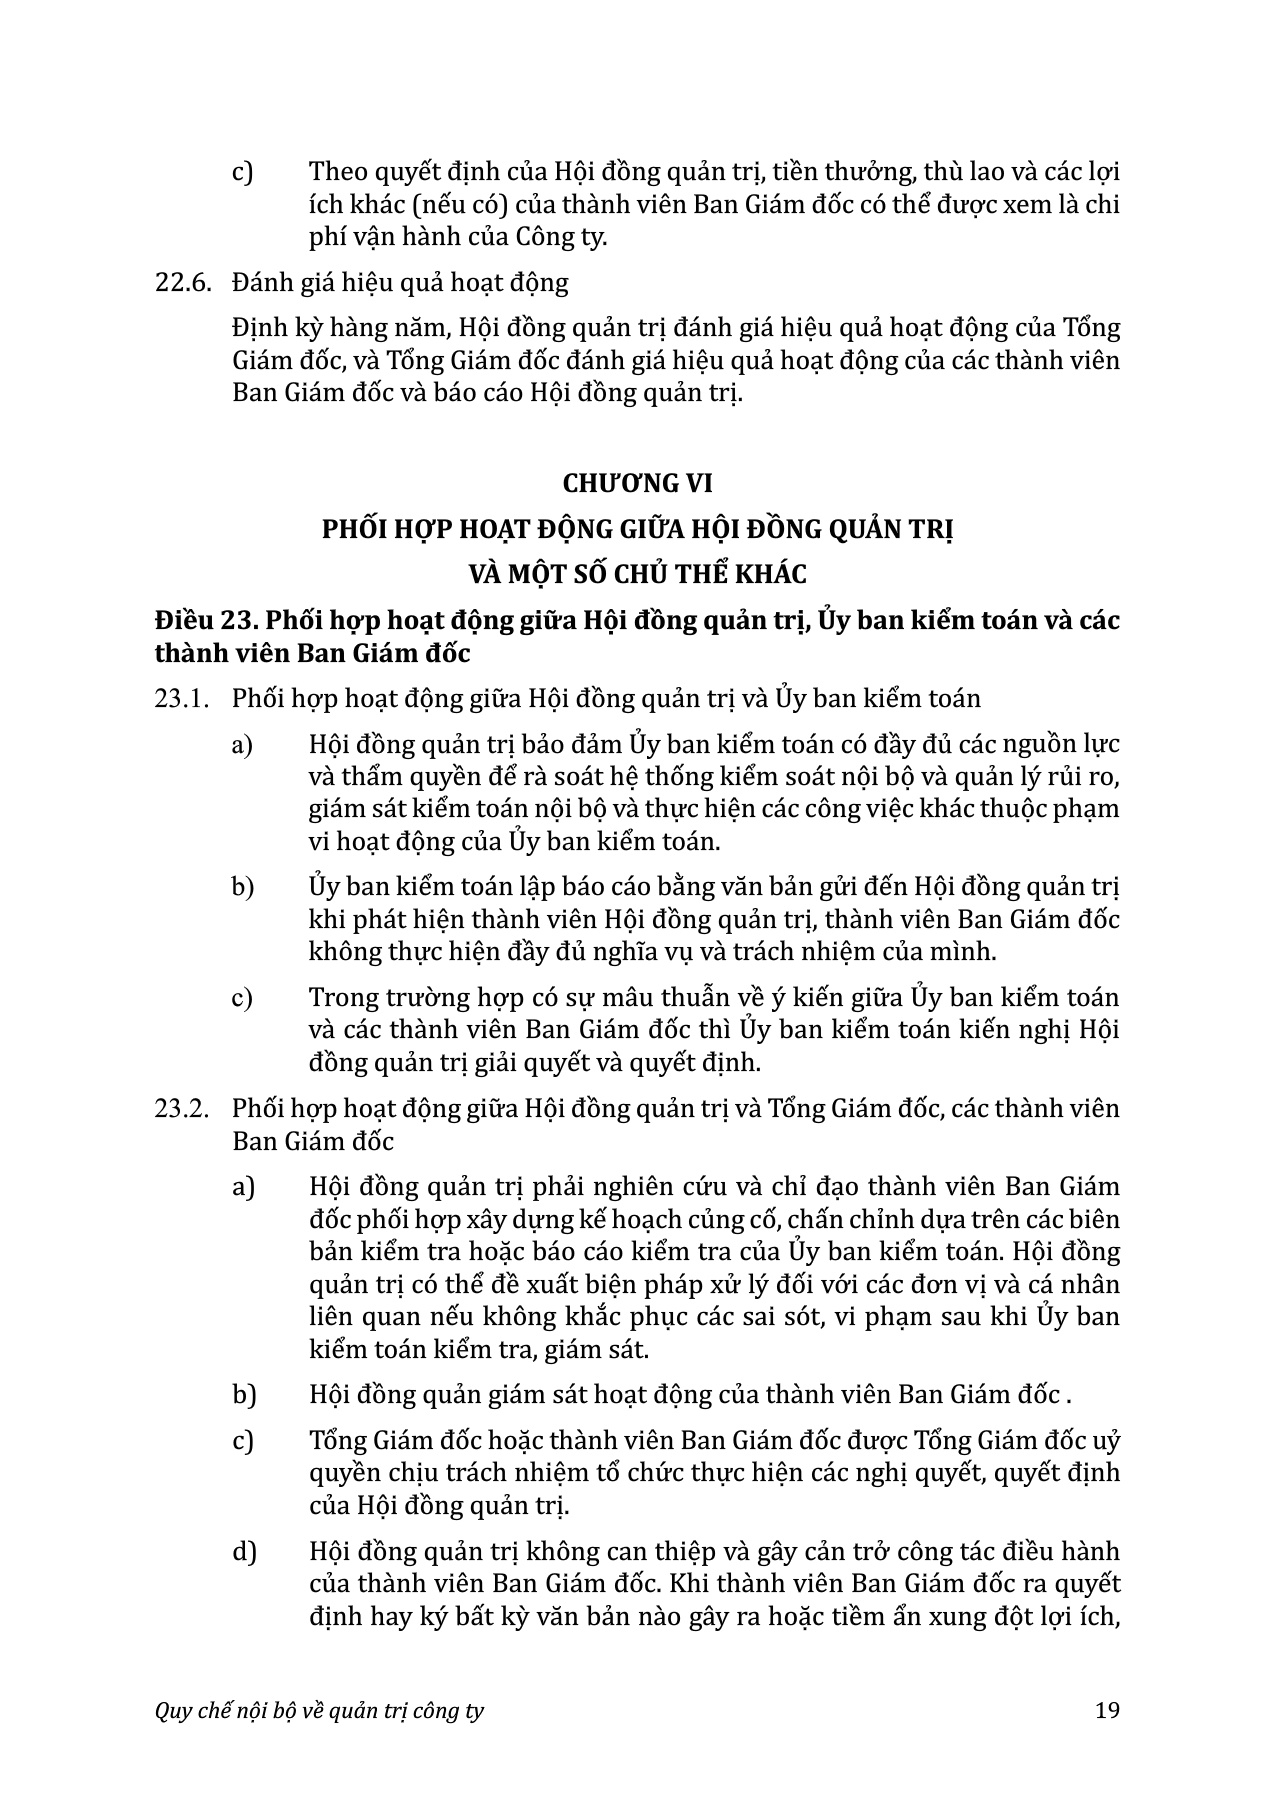 c) Theo quyết định của Hội đồng quản trị, tiền thưởng, thù lao và các lợi
ích khác (nếu có) của thành viên Ban Giám đốc có thể được xem là chi
phí vận hành của Công ty.
22.6. Đánh giá hiệu quả hoạt động
Định kỳ hàng năm, Hội đồng quản trị đánh giá hiệu quả hoạt động của Tổng
Giám đốc, và Tổng Giám đốc đánh giá hiệu quả hoạt động của các thành viên
Ban Giám đốc và báo cáo Hội đồng quản trị.
CHƯƠNG VI
PHỐI HỢP HOẠT ĐỘNG GIỮA HỘI ĐỒNG QUẢN TRỊ
VÀ MỘT SỐ CHỦ THỂ KHÁC
Điều 23. Phối hợp hoạt động giữa Hội đồng quản trị, Ủy ban kiểm toán và các
thành viên Ban Giám đốc
23.1. Phối hợp hoạt động giữa Hội đồng quản trị và Ủy ban kiểm toán
a) Hội đồng quản trị bảo đảm Ủy ban kiểm toán có đầy đủ các nguồn lực
và thẩm quyền để rà soát hệ thống kiểm soát nội bộ và quản lý rủi ro,
giám sát kiểm toán nội bộ và thực hiện các công việc khác thuộc phạm
vi hoạt động của Ủy ban kiểm toán.
b) Ủy ban kiểm toán lập báo cáo bằng văn bản gửi đến Hội đồng quản trị
khi phát hiện thành viên Hội đồng quản trị, thành viên Ban Giám đốc
không thực hiện đầy đủ nghĩa vụ và trách nhiệm của mình.
c) Trong trường hợp có sự mâu thuẫn về ý kiến giữa Ủy ban kiểm toán
và các thành viên Ban Giám đốc thì Ủy ban kiểm toán kiến nghị Hội
đồng quản trị giải quyết và quyết định.
23.2. Phối hợp hoạt động giữa Hội đồng quản trị và Tổng Giám đốc, các thành viên
Ban Giám đốc
a) Hội đồng quản trị phải nghiên cứu và chỉ đạo thành viên Ban Giám
đốc phối hợp xây dựng kế hoạch củng cố, chấn chỉnh dựa trên các biên
bản kiểm tra hoặc báo cáo kiểm tra của Ủy ban kiểm toán. Hội đồng
quản trị có thể đề xuất biện pháp xử lý đối với các đơn vị và cá nhân
liên quan nếu không khắc phục các sai sót, vi phạm sau khi Ủy ban
kiểm toán kiểm tra, giám sát.
b) Hội đồng quản giám sát hoạt động của thành viên Ban Giám đốc .
c) Tổng Giám đốc hoặc thành viên Ban Giám đốc được Tổng Giám đốc uỷ
quyền chịu trách nhiệm tổ chức thực hiện các nghị quyết, quyết định
của Hội đồng quản trị.
d) Hội đồng quản trị không can thiệp và gây cản trở công tác điều hành
của thành viên Ban Giám đốc. Khi thành viên Ban Giám đốc ra quyết
định hay ký bất kỳ văn bản nào gây ra hoặc tiềm ẩn xung đột lợi ích,
Quy chế nội bộ về quản trị công ty 19